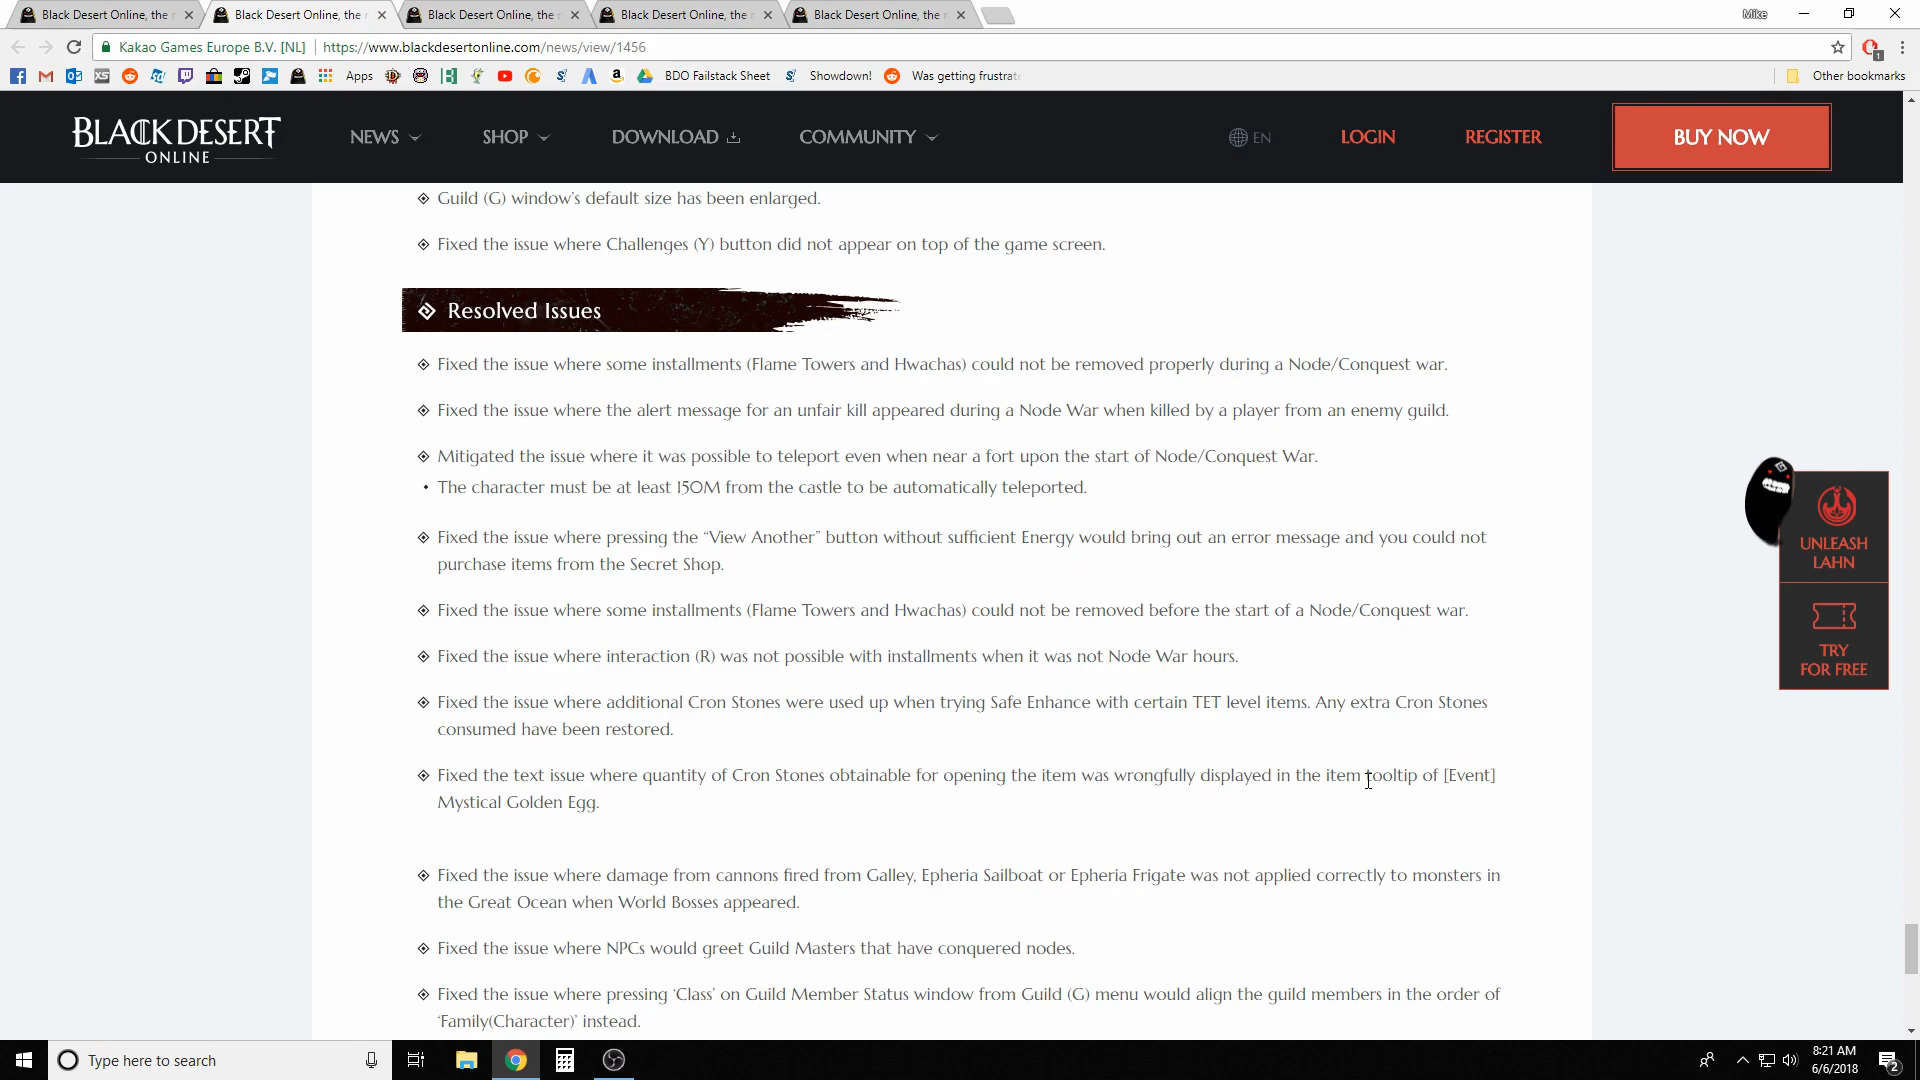 Black Desert Online, the r
Black Desert Online, the r
Black Desert Online, the r
Black Desert Online, the r
Black Desert Online, the r
Mike
Kakao Games Europe B.V. [NL]
https://www.blackdesertonline.com/news/view/1456
Apps
BDO Failstack Sheet
Showdown!
Was getting frustrat
Other bookmarks
BLACK DESERT
ONLINE
NEWS
SHOP
DOWNLOAD
COMMUNITY
EN
LOGIN
REGISTER
BUY NOW
Guild (G) window's default size has been enlarged.
Fixed the issue where Challenges (Y) button did not appear on top of the game screen.
Resolved Issues
Fixed the issue where some installments (Flame Towers and Hwachas) could not be removed properly during a Node/Conquest war.
Fixed the issue where the alert message for an unfair kill appeared during a Node War when killed by a player from an enemy guild.
Mitigated the issue where it was possible to teleport even when near a fort upon the start of Node/Conquest War.
• The character must be at least 150M from the castle to be automatically teleported.
Fixed the issue where pressing the “View Another” button without sufficient Energy would bring out an error message and you could not
purchase items from the Secret Shop.
Fixed the issue where some installments (Flame Towers and Hwachas) could not be removed before the start of a Node/Conquest war.
Fixed the issue where interaction (R) was not possible with installments when it was not Node War hours.
Fixed the issue where additional Cron Stones were used up when trying Safe Enhance with certain TET level items. Any extra Cron Stones
consumed have been restored.
Fixed the text issue where quantity of Cron Stones obtainable for opening the item was wrongfully displayed in the item tooltip of [Event]
Mystical Golden Egg.
Fixed the issue where damage from cannons fired from Galley, Epheria Sailboat or Epheria Frigate was not applied correctly to monsters in
the Great Ocean when World Bosses appeared.
Fixed the issue where NPCs would greet Guild Masters that have conquered nodes.
Fixed the issue where pressing ‘Class’ on Guild Member Status window from Guild (G) menu would align the guild members in the order of
‘Family(Character)’ instead.
UNLEASH
LAHN
TRY
FOR FREE
Type here to search
8:21 AM
6/6/2018
2